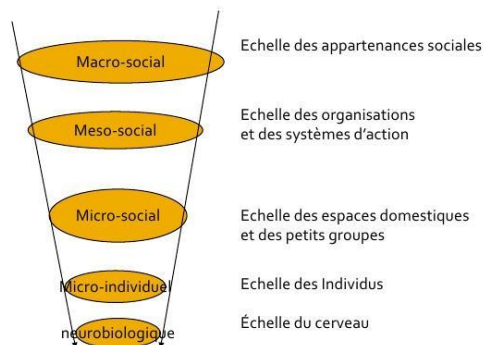 Macro-social
Echelle des appartenances sociales
Meso-social
Echelle des organisations
et des systèmes d'action
Micro-social
Echelle des espaces domestiques
et des petits groupes
Micro-individuel
Echelle des Individus
neurobiologique
Échelle du cerveau